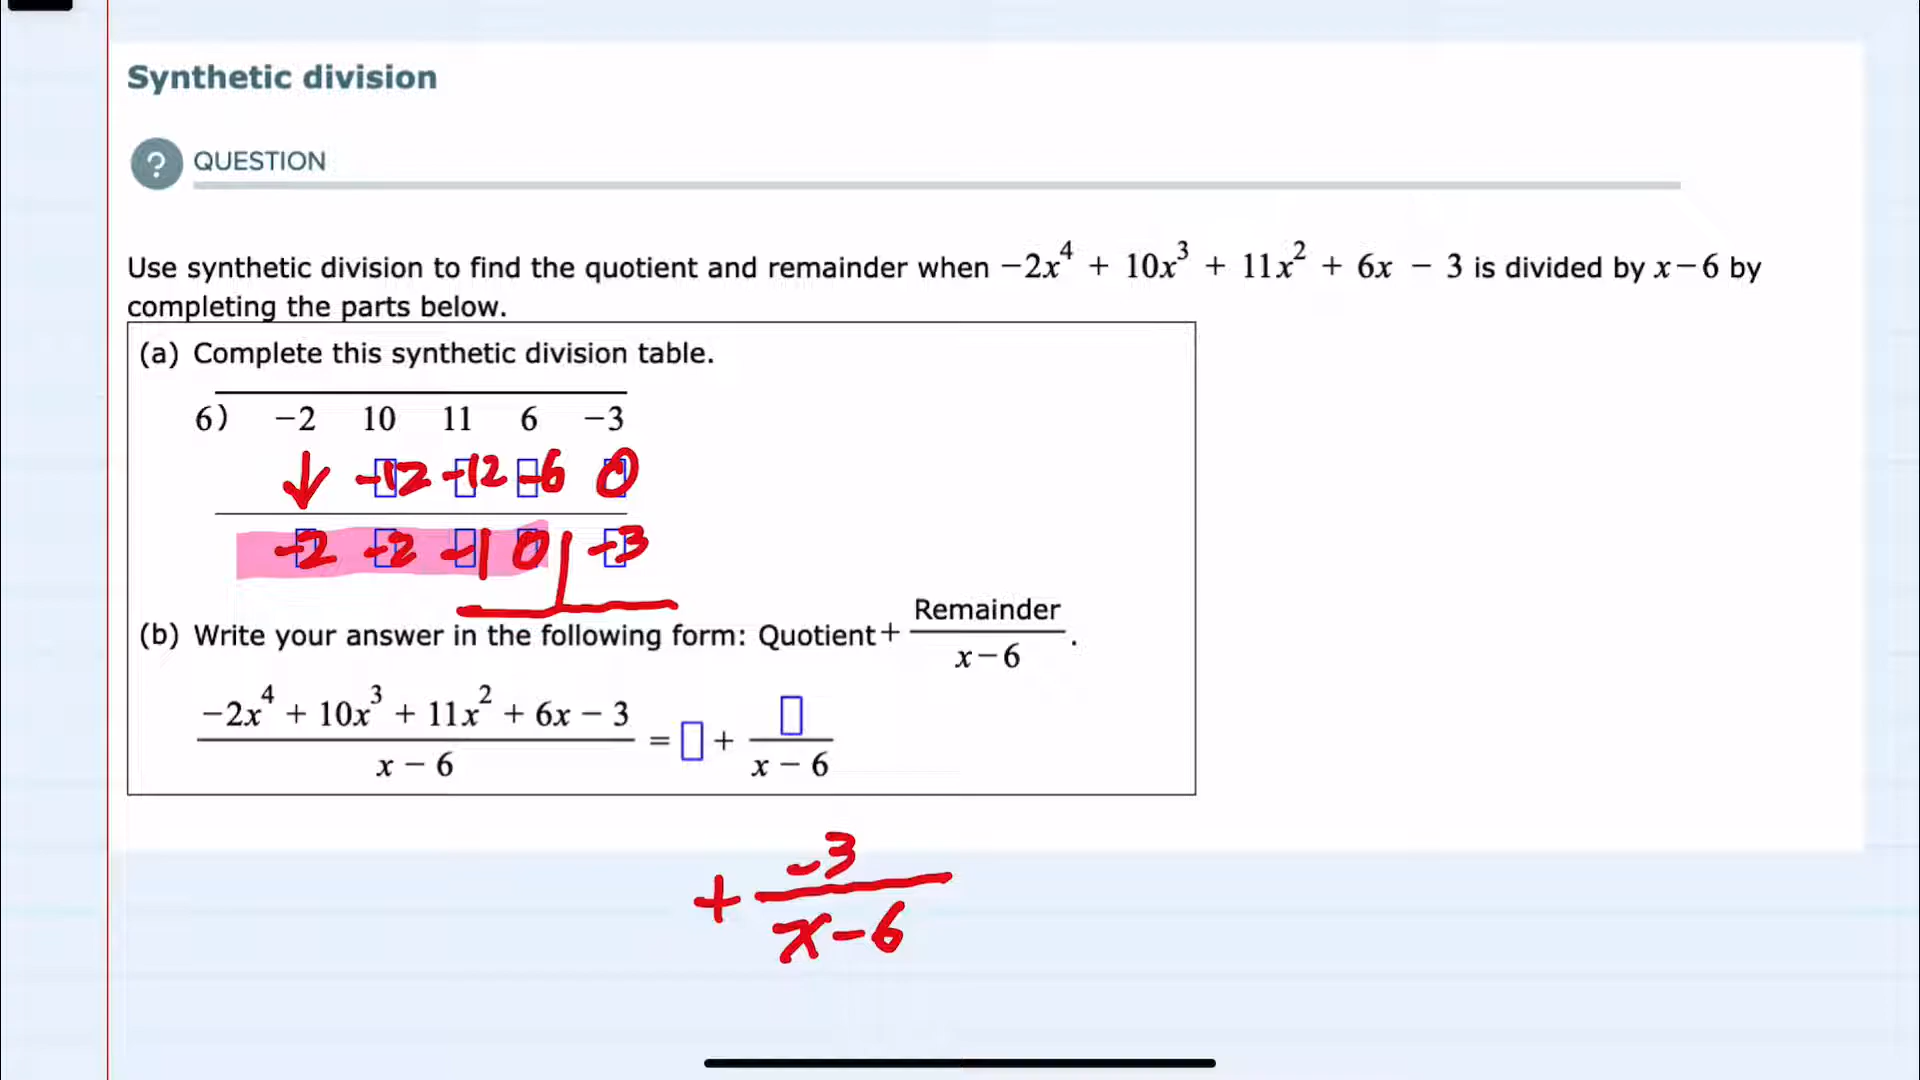 Synthetic division
? QUESTION
Use synthetic division to find the quotient and remainder when −2x⁴ + 10x³ + 11x² + 6x − 3 is divided by x−6 by
completing the parts below.
(a) Complete this synthetic division table.
6) −2 10 11 6 −3
↓ -12 -12 -6 0
-2 -2 -1 0 | -3
(b) Write your answer in the following form: Quotient + Remainder / x−6 .
−2x⁴ + 10x³ + 11x² + 6x − 3 / x − 6 = □ + □ / x − 6
+ -3 / x-6